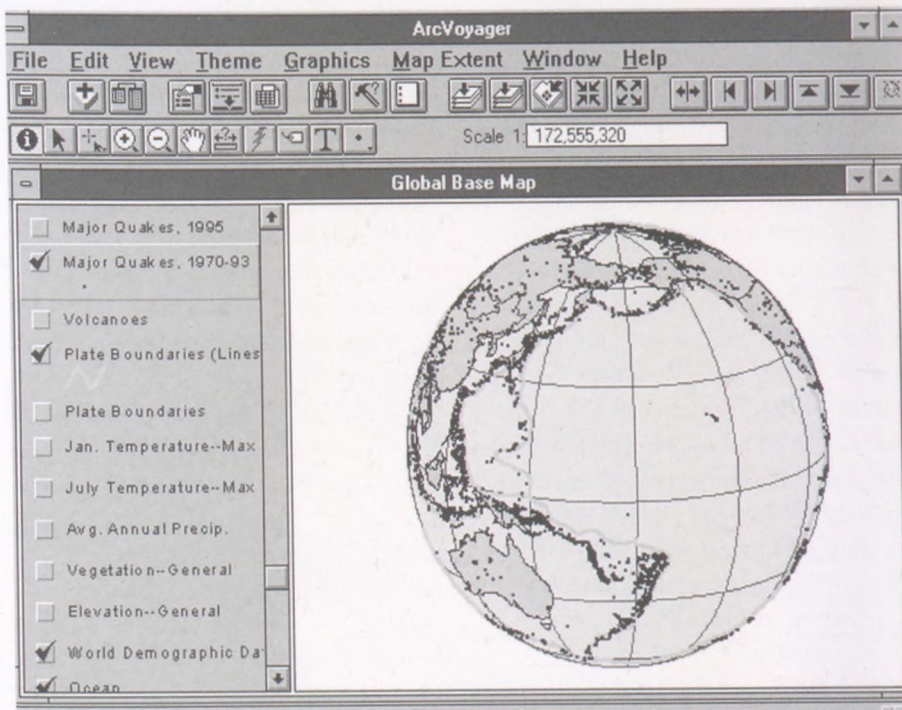 ArcVoyager
File Edit View Theme Graphics Map Extent Window Help
Scale 1: 172,555,320
Global Base Map
Major Quakes, 1995
Major Quakes, 1970-93
Volcanoes
Plate Boundaries (Lines
Plate Boundaries
Jan. Temperature--Max
July Temperature--Max
Avg. Annual Precip.
Vegetation--General
Elevation--General
World Demographic Da
Ocean